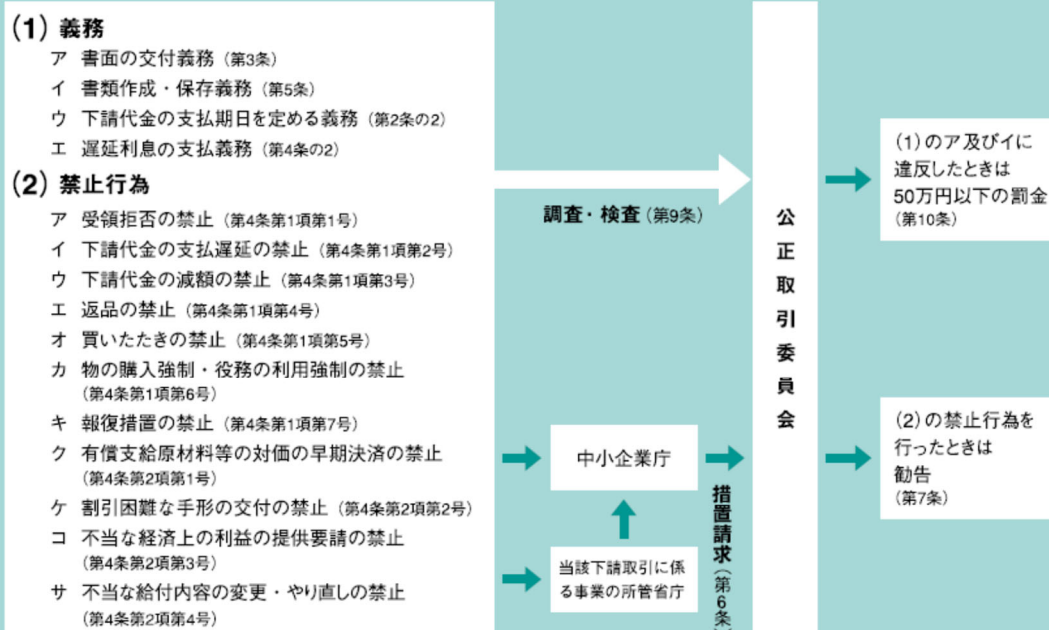 (1) 義務
ア 書面の交付義務（第3条）
イ 書類作成・保存義務（第5条）
ウ 下請代金の支払期日を定める義務（第2条の2）
エ 遅延利息の支払義務（第4条の2）
(2) 禁止行為
ア 受領拒否の禁止（第4条第1項第1号）
イ 下請代金の支払遅延の禁止（第4条第1項第2号）
ウ 下請代金の減額の禁止（第4条第1項第3号）
エ 返品の禁止（第4条第1項第4号）
オ 買いたたきの禁止（第4条第1項第5号）
カ 物の購入強制・役務の利用強制の禁止
（第4条第1項第6号）
キ 報復措置の禁止（第4条第1項第7号）
ク 有償支給原材料等の対価の早期決済の禁止
（第4条第2項第1号）
ケ 割引困難な手形の交付の禁止（第4条第2項第2号）
コ 不当な経済上の利益の提供要請の禁止
（第4条第2項第3号）
サ 不当な給付内容の変更・やり直しの禁止
（第4条第2項第4号）
調査・検査（第9条）
中小企業庁
当該下請取引に係
る事業の所管省庁
措置請求（第6条）
公正取引委員会
(1)のア及びイに
違反したときは
50万円以下の罰金
（第10条）
(2)の禁止行為を
行ったときは
勧告
（第7条）